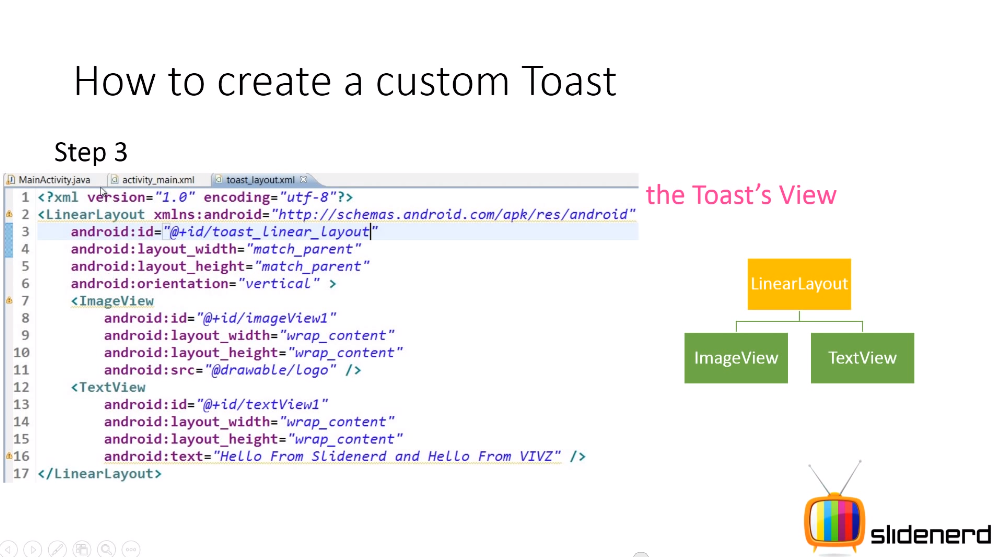 How to create a custom Toast
Step 3
the Toast's View
MainActivity.java activity_main.xml toast_layout.xml
1 <?xml version="1.0" encoding="utf-8"?>
2 <LinearLayout xmlns:android="http://schemas.android.com/apk/res/android"
3 android:id="@+id/toast_linear_layout"
4 android:layout_width="match_parent"
5 android:layout_height="match_parent"
6 android:orientation="vertical" >
7 <ImageView
8 android:id="@+id/imageView1"
9 android:layout_width="wrap_content"
10 android:layout_height="wrap_content"
11 android:src="@drawable/logo" />
12 <TextView
13 android:id="@+id/textView1"
14 android:layout_width="wrap_content"
15 android:layout_height="wrap_content"
16 android:text="Hello From Slidenerd and Hello From VIVZ" />
17 </LinearLayout>
LinearLayout
ImageView TextView
slidenerd